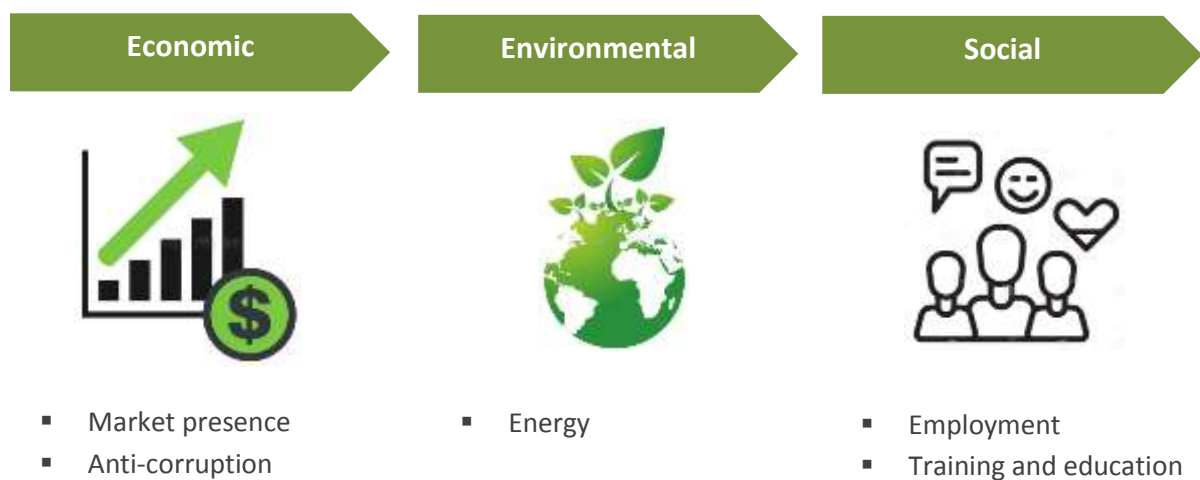 Economic
Environmental
Social
$
▪ Market presence
▪ Anti-corruption
▪ Energy
▪ Employment
▪ Training and education